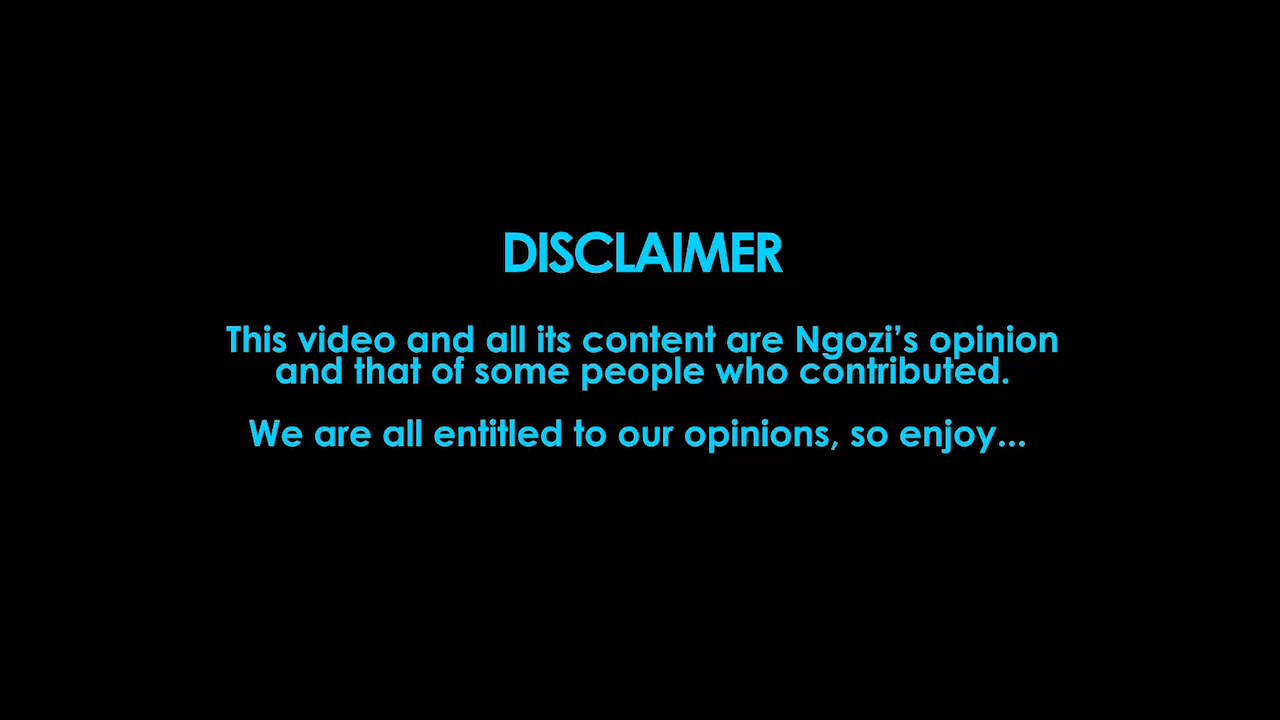 DISCLAIMER
This video and all its content are Ngozi’s opinion
and that of some people who contributed.
We are all entitled to our opinions, so enjoy...